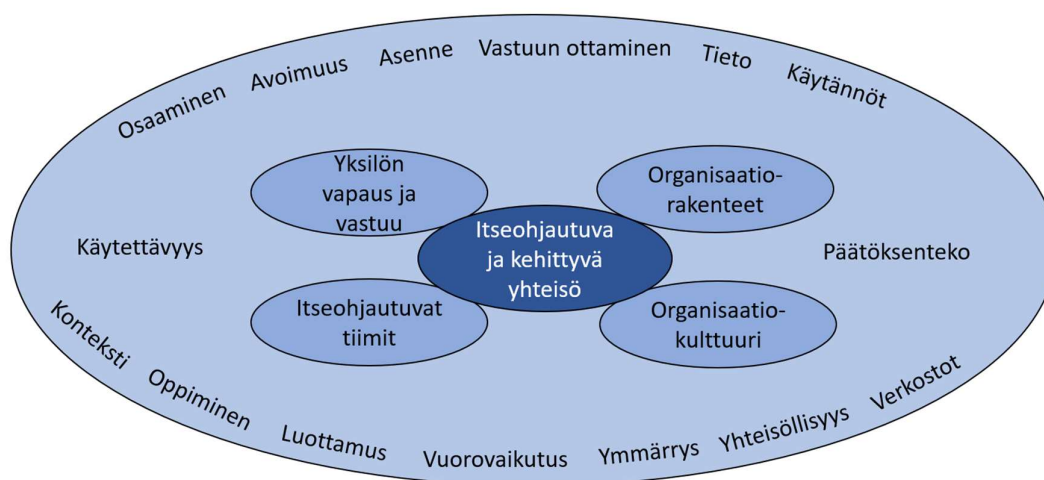 Osaaminen
Avoimuus
Asenne
Vastuun ottaminen
Tieto
Käytännöt
Yksilön
vapaus ja
vastuu
Organisaatio-
rakenteet
Käytettävyys
Itseohjautuva
ja kehittyvä
yhteisö
Päätöksenteko
Itseohjautuvat
tiimit
Organisaatio-
kulttuuri
Konteksti
Oppiminen
Luottamus
Vuorovaikutus
Ymmärrys
Yhteisöllisyys
Verkostot